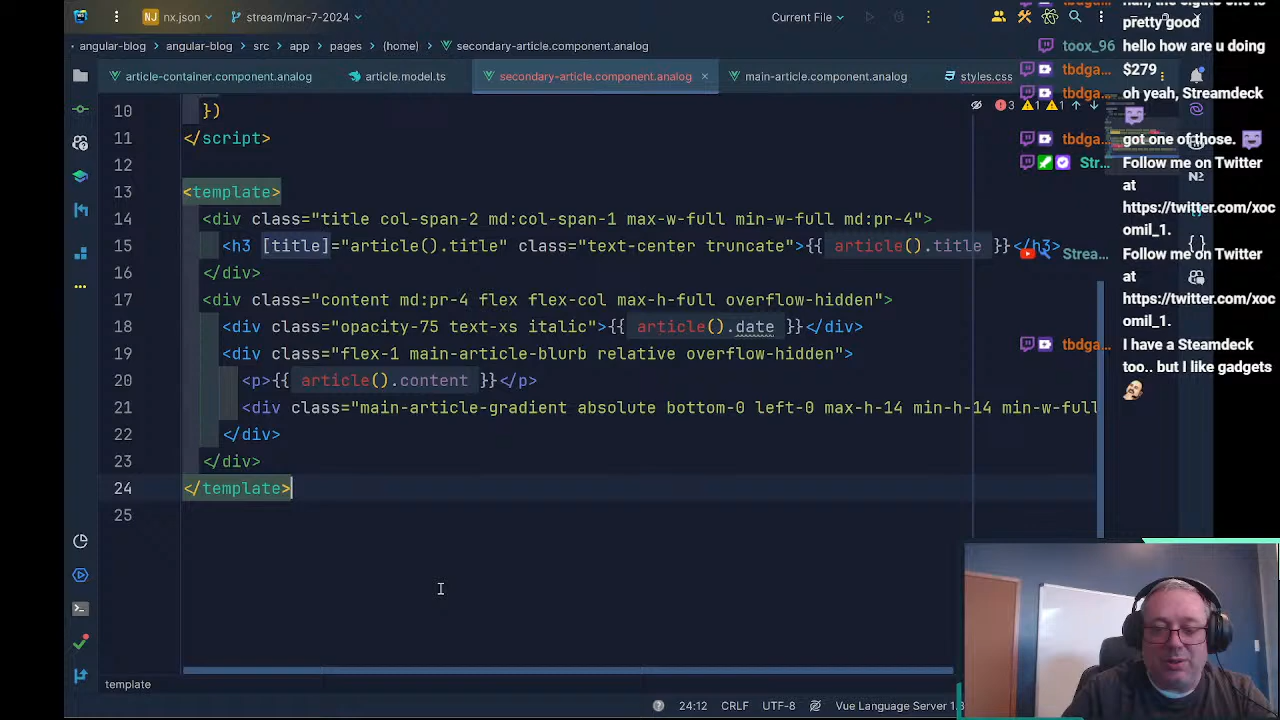 nx.json
stream/mar-7-2024
Current File
angular-blog
angular-blog
src
app
pages
(home)
secondary-article.component.analog
article-container.component.analog
article.model.ts
secondary-article.component.analog
main-article.component.analog
styles.css
3 1 1
10 })
11 </script>
12
13 <template>
14 <div class="title col-span-2 md:col-span-1 max-w-full min-w-full md:pr-4">
15 <h3 [title]="article().title" class="text-center truncate">{{ article().title }}</h3>
16 </div>
17 <div class="content md:pr-4 flex flex-col max-h-full overflow-hidden">
18 <div class="opacity-75 text-xs italic">{{ article().date }}</div>
19 <div class="flex-1 main-article-blurb relative overflow-hidden">
20 <p>{{ article().content }}</p>
21 <div class="main-article-gradient absolute bottom-0 left-0 max-h-14 min-h-14 min-w-full
22 </div>
23 </div>
24 </template>
25
template
24:12
CRLF
UTF-8
Vue Language Server
pretty good
toox_96 hello how are u doing
tbdga... $279
tbdga... oh yeah, Streamdeck
tbdga... got one of those.
Str... Follow me on Twitter
at
https://twitter.com/xoc
omil_1.
Strea... Follow me on Twitter
at
https://twitter.com/xoc
omil_1.
tbdga... I have a Steamdeck
too.. but I like gadgets